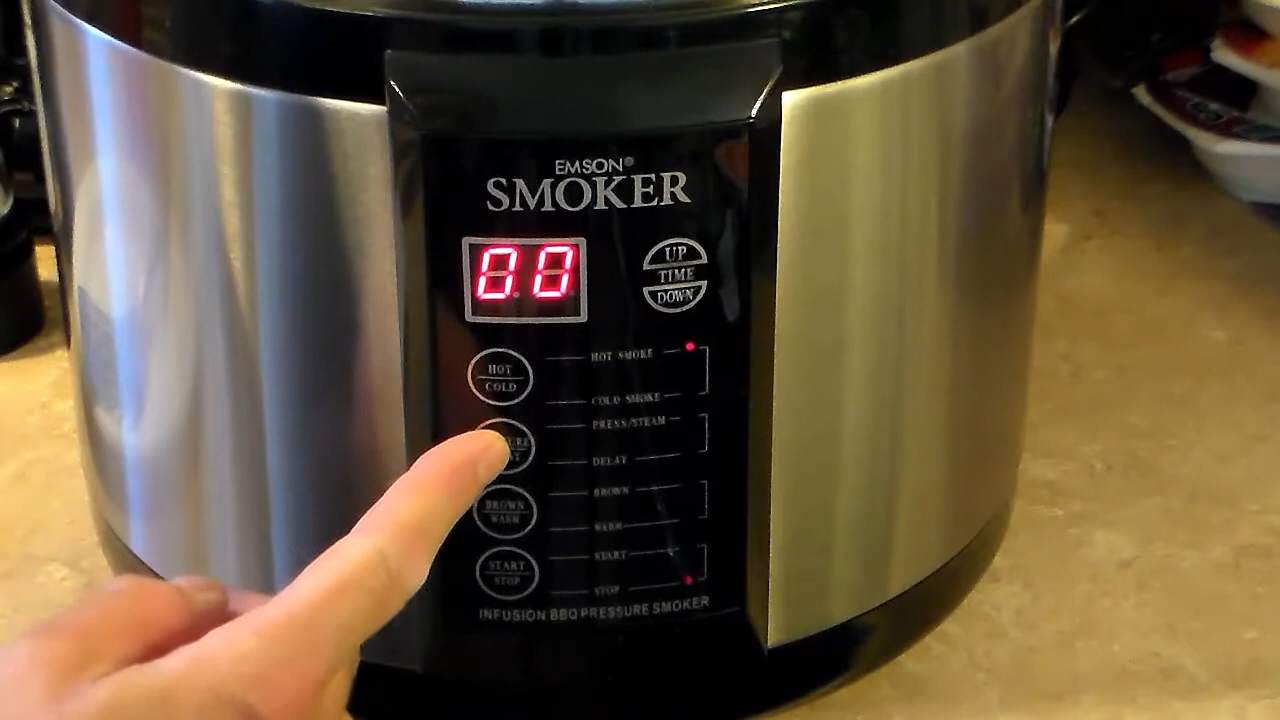 EMSON®
SMOKER
00
UP
TIME
DOWN
HOT
COLD
HOT SMOKE
COLD SMOKE
PRESS/STEAM
DELAY
BROWN
WARM
BROWN
WARM
START
STOP
START
STOP
INFUSION BBQ PRESSURE SMOKER